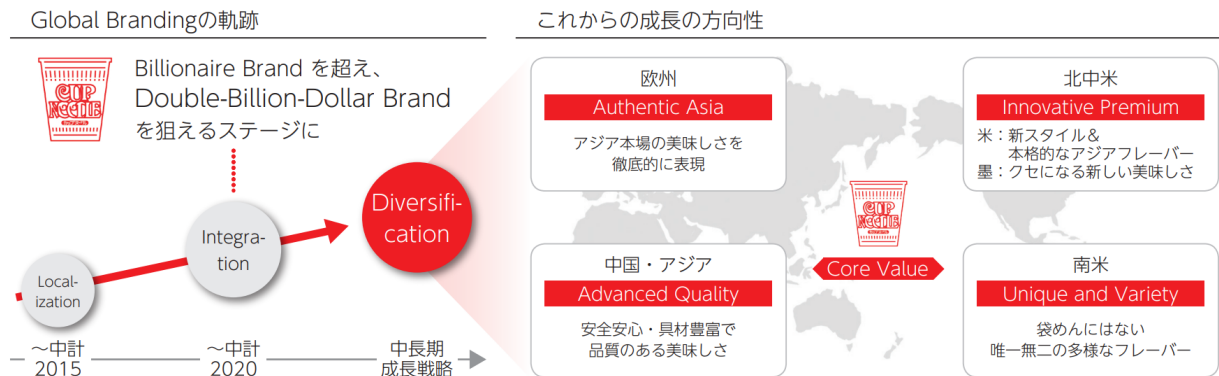 Global Brandingの軌跡
CUP
NOODLE
Billionaire Brand を超え、
Double-Billion-Dollar Brand
を狙えるステージに
Local-
ization
Integra-
tion
Diversifi-
cation
～中計
2015
～中計
2020
中長期
成長戦略
これからの成長の方向性
欧州
Authentic Asia
アジア本場の美味しさを
徹底的に表現
北中米
Innovative Premium
米：新スタイル＆
本格的なアジアフレーバー
墨：クセになる新しい美味しさ
CUP
NOODLE
Core Value
中国・アジア
Advanced Quality
安全安心・具材豊富で
品質のある美味しさ
南米
Unique and Variety
袋めんにはない
唯一無二の多様なフレーバー